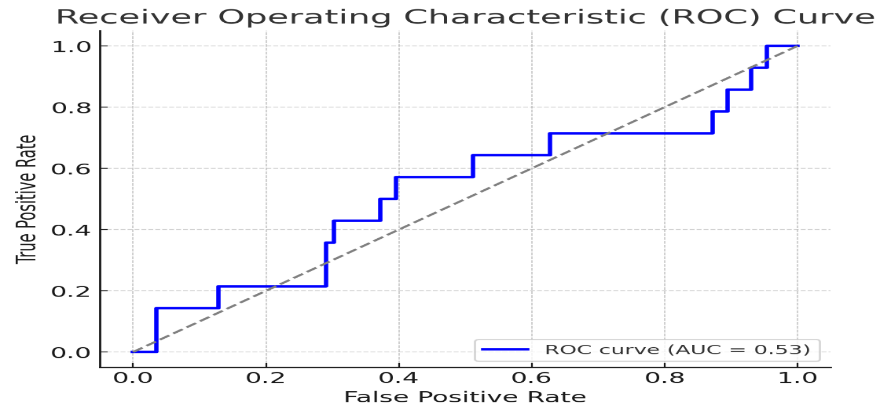 Receiver Operating Characteristic (ROC) Curve
1.0
0.8
0.6
0.4
0.2
0.0
True Positive Rate
ROC curve (AUC = 0.53)
0.0 0.2 0.4 0.6 0.8 1.0
False Positive Rate